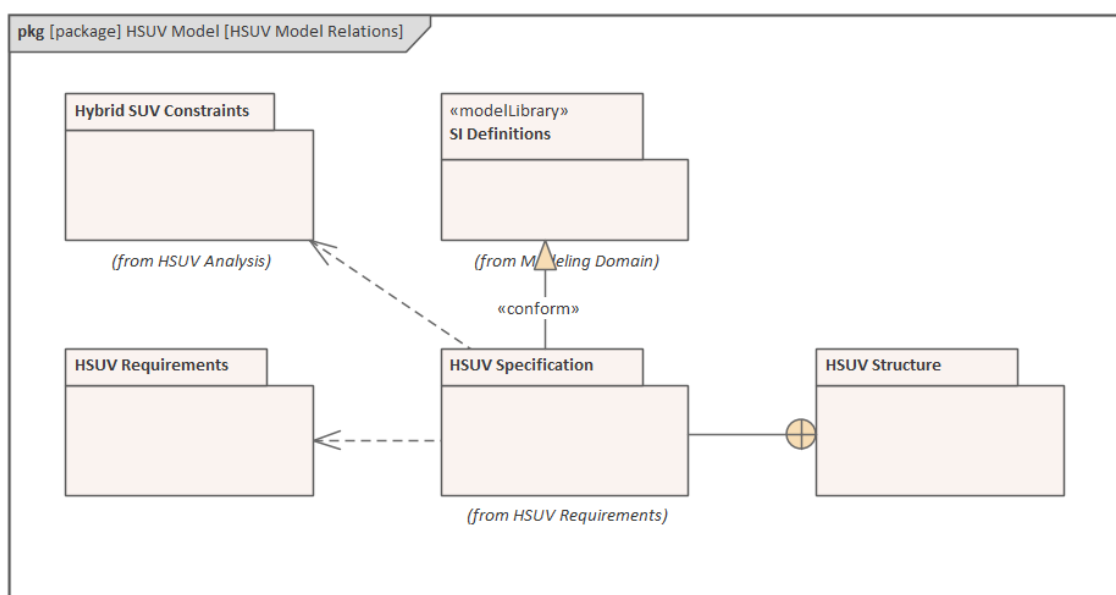 pkg [package] HSUV Model [HSUV Model Relations]
Hybrid SUV Constraints
«modelLibrary»
SI Definitions
(from HSUV Analysis)
(from Modeling Domain)
«conform»
HSUV Requirements
HSUV Specification
HSUV Structure
(from HSUV Requirements)